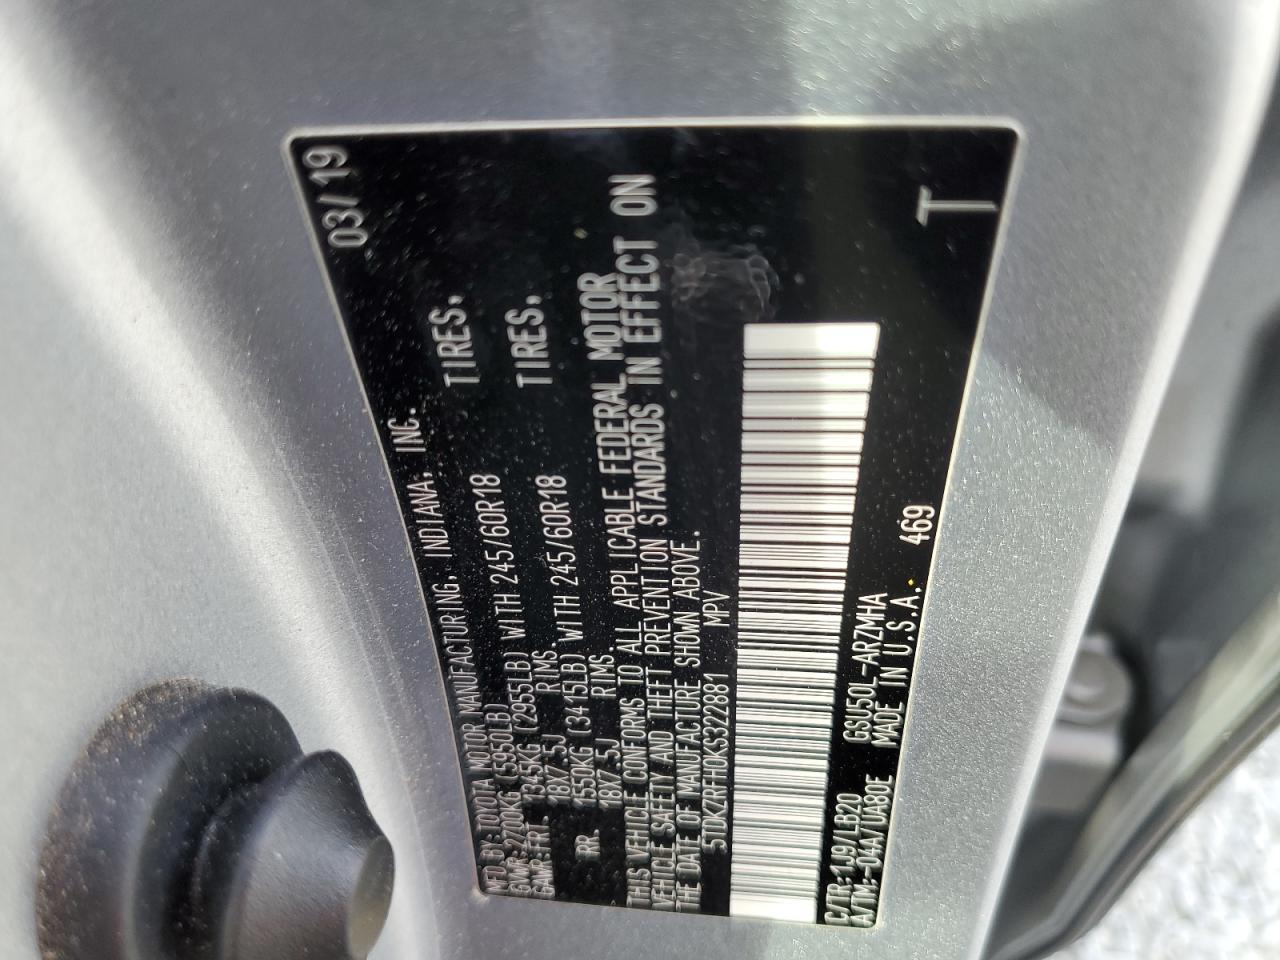 MFD BY: TOYOTA MOTOR MANUFACTURING, INDIANA, INC. 03/19
GVWR:2700KG (5950LB)
GAWR:FRT 1345KG (2955LB) WITH 245/60R18 TIRES.
18X7.5J RIMS.
RR. 1550KG (3415LB) WITH 245/60R18 TIRES.
18X7.5J RIMS.
THIS VEHICLE CONFORMS TO ALL APPLICABLE FEDERAL MOTOR
VEHICLE SAFETY AND THEFT PREVENTION STANDARDS IN EFFECT ON
THE DATE OF MANUFACTURE SHOWN ABOVE.
5TDKZRFH0KS322881 MPV
C/TR:1J9/LB20 GSU50L-ARZMHA
A/TM:-04A/UA80E MADE IN U.S.A. 469
T